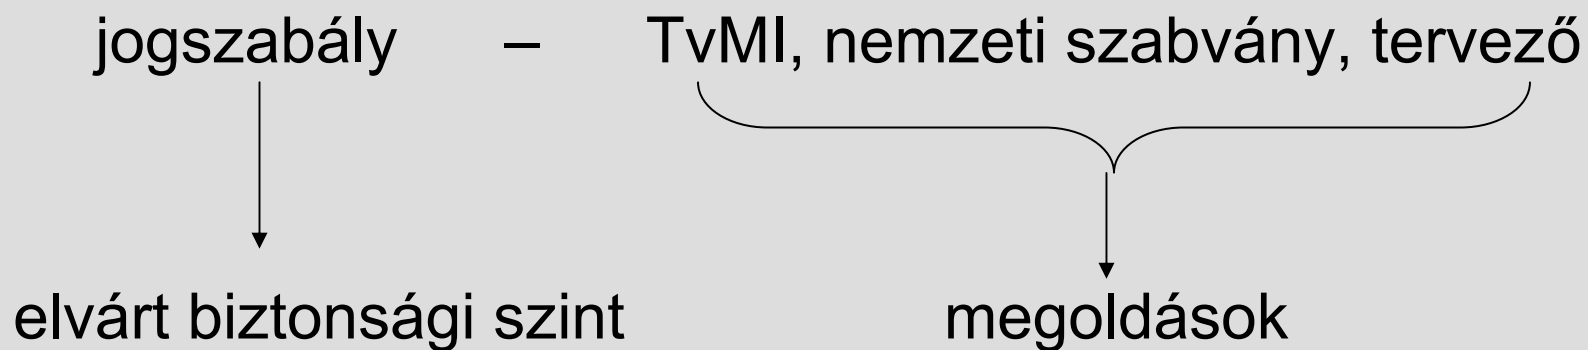 jogszabály – TvMI, nemzeti szabvány, tervező
elvárt biztonsági szint megoldások